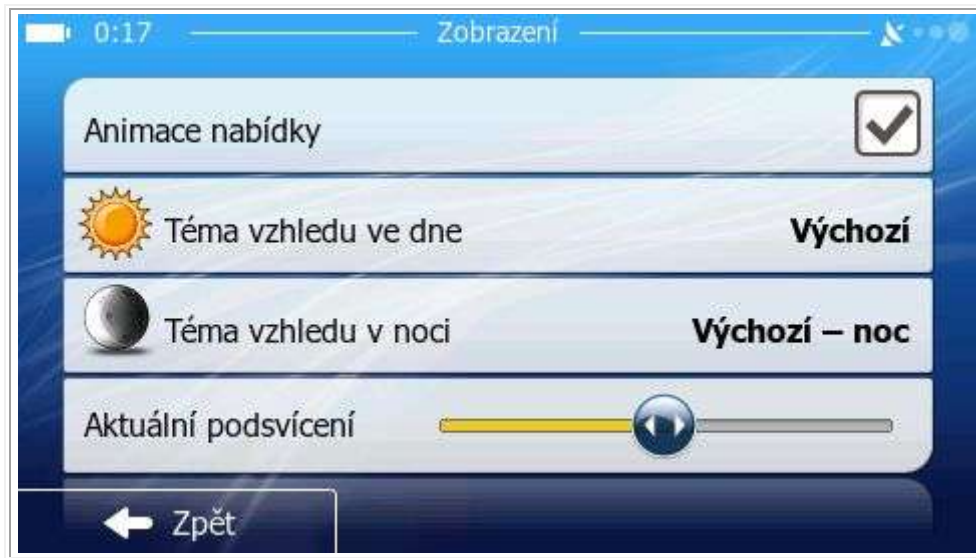 0:17 Zobrazení
Animace nabídky
Téma vzhledu ve dne Výchozí
Téma vzhledu v noci Výchozí – noc
Aktuální podsvícení
Zpět